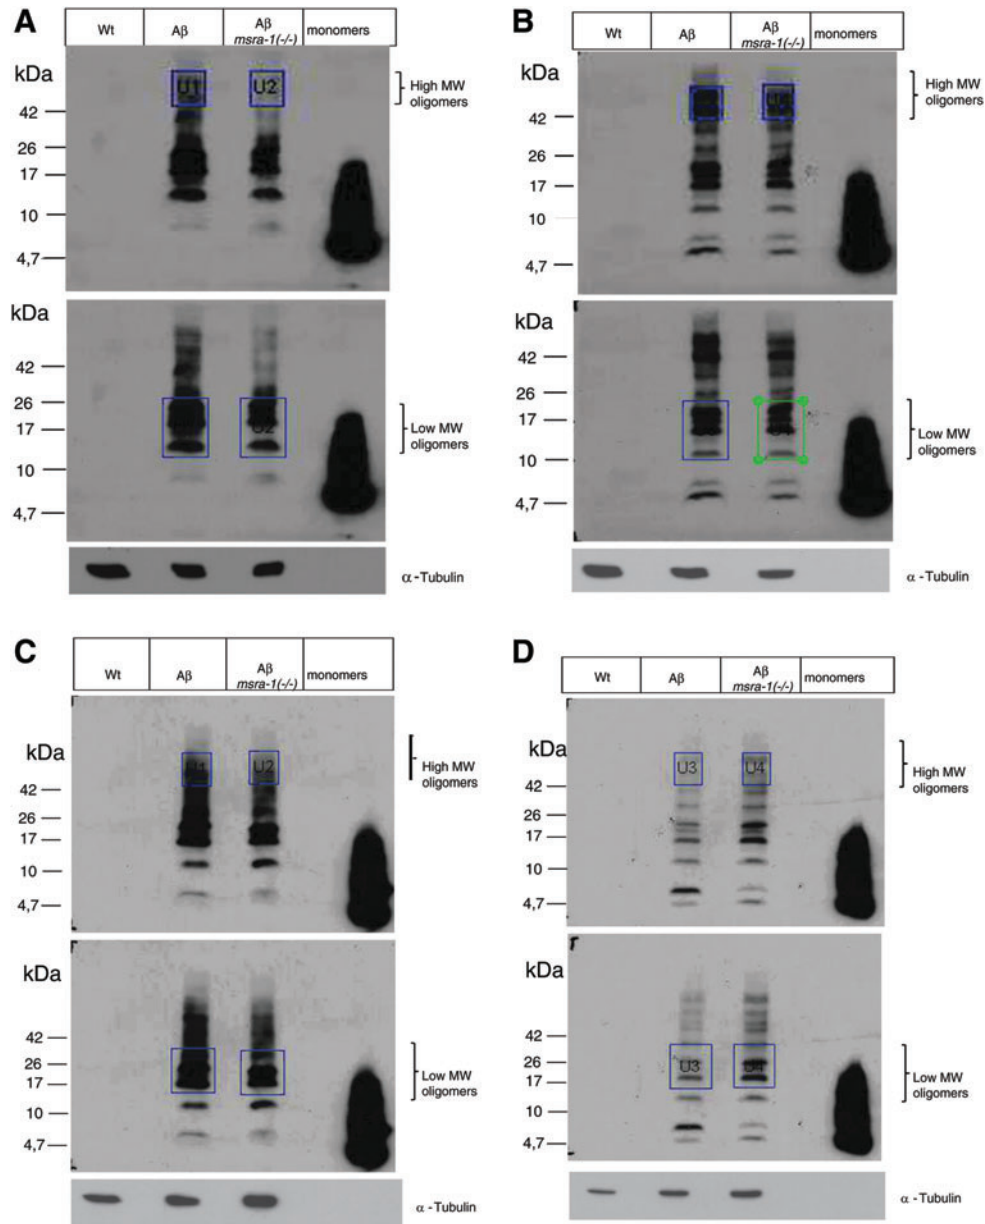 A
Wt Aβ Aβ msra-1(-/-) monomers
kDa
U1 U2
High MW oligomers
42
26
17
10
4,7
kDa
42
26
17
U2
Low MW oligomers
10
4,7
α-Tubulin
B
Wt Aβ Aβ msra-1(-/-) monomers
kDa
High MW oligomers
42
26
17
10
4,7
kDa
42
26
17
Low MW oligomers
10
4,7
α-Tubulin
C
Wt Aβ Aβ msra-1(-/-) monomers
kDa
U1 U2
High MW oligomers
42
26
17
10
4,7
kDa
42
26
17
Low MW oligomers
10
4,7
α-Tubulin
D
Wt Aβ Aβ msra-1(-/-) monomers
kDa
U3 U4
High MW oligomers
42
26
17
10
4,7
kDa
42
26
U3 U4
17
Low MW oligomers
10
4,7
α-Tubulin